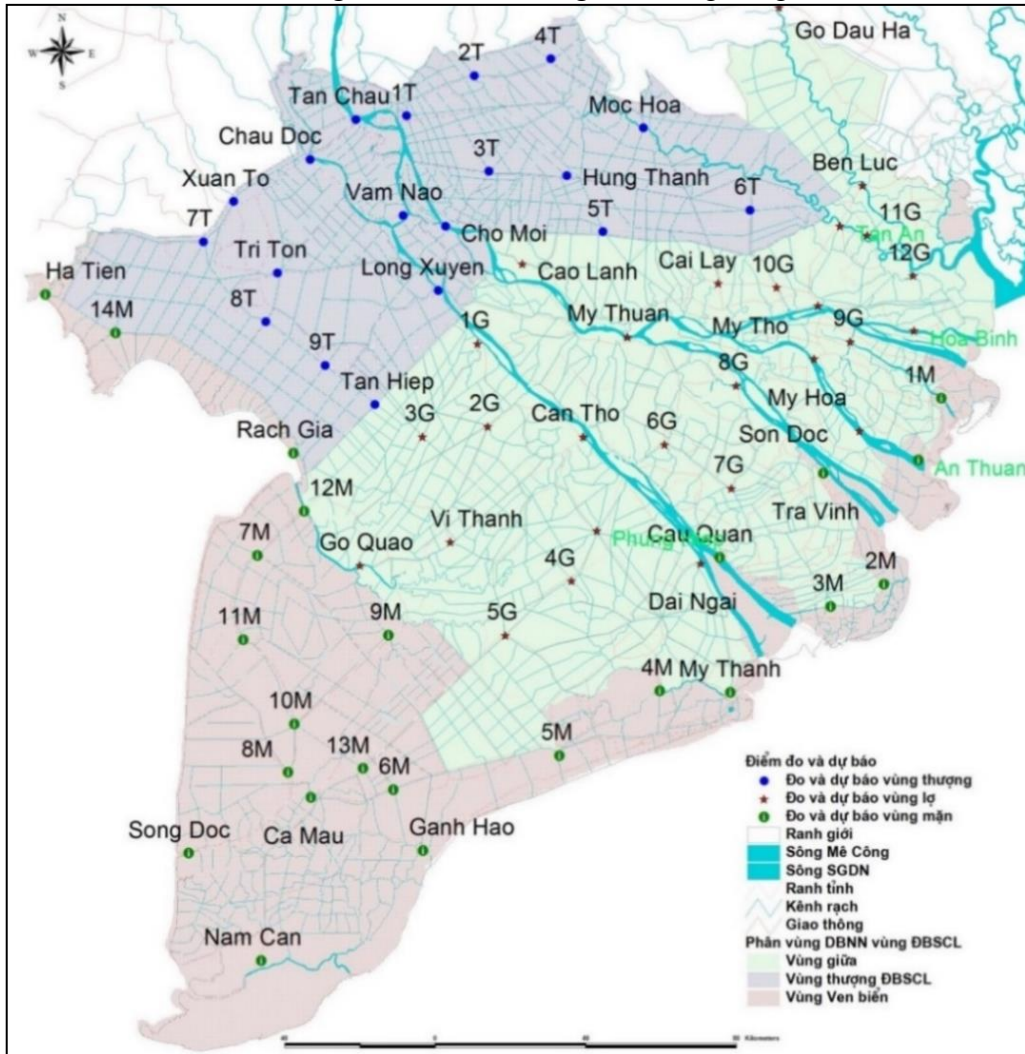 Go Dau Ha
N
W E
S
4T
2T
Tan Chau
1T
Moc Hoa
Chau Doc
3T
Ben Luc
Xuan To
Vam Nao
Hung Thanh
6T
7T
5T
11G
Tan An
Tri Ton
Cho Moi
12G
Ha Tien
Long Xuyen
Cao Lanh
Cai Lay
10G
8T
14M
1G
My Thuan
My Tho
9G
Hoa Binh
9T
8G
1M
Tan Hiep
My Hoa
3G
2G
Can Tho
6G
Rach Gia
Son Doc
7G
An Thuan
12M
Vi Thanh
Tra Vinh
7M
Go Quao
Cau Quan
4G
2M
3M
Dai Ngai
11M
9M
5G
4M
My Thanh
10M
5M
8M
13M
6M
Song Doc
Ca Mau
Ganh Hao
Nam Can
Điểm đo và dự báo
Đo và dự báo vùng thượng
Đo và dự báo vùng lợ
Đo và dự báo vùng mặn
Ranh giới
Sông Mê Công
Sông SGDN
Ranh tỉnh
Kênh rạch
Giao thông
Phân vùng DBNN vùng ĐBSCL
Vùng giữa
Vùng thượng ĐBSCL
Vùng Ven biển
0
Kilometers